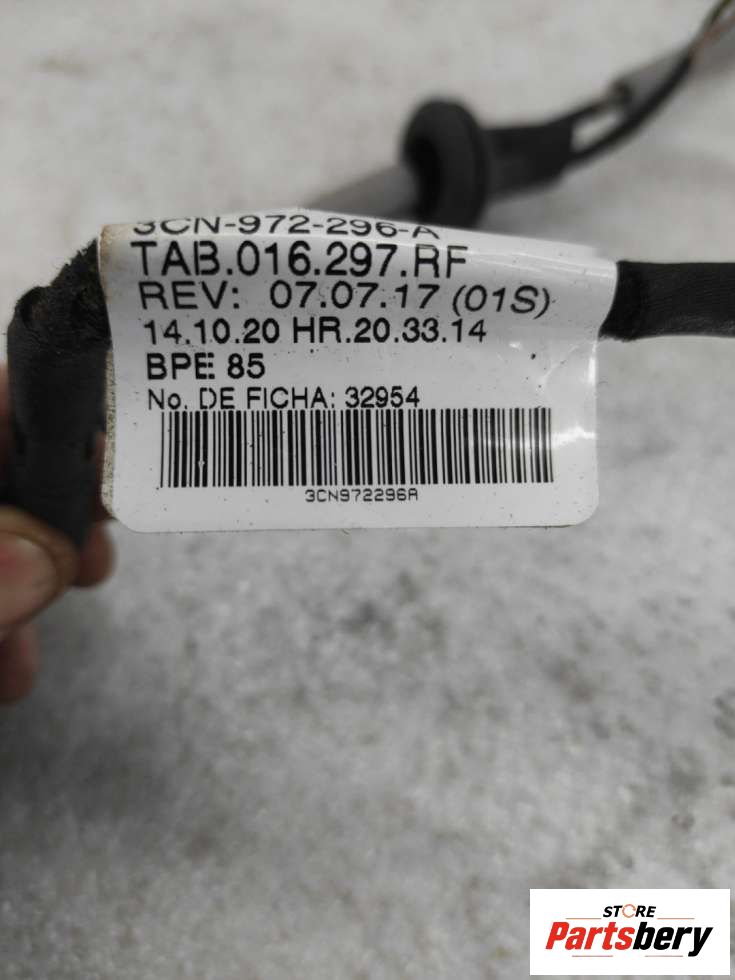 3CN-972-296-A
TAB.016.297.RF
REV: 07.07.17 (01S)
14.10.20 HR.20.33.14
BPE 85
No. DE FICHA: 32954
3CN972296A
STORE
Partsbery